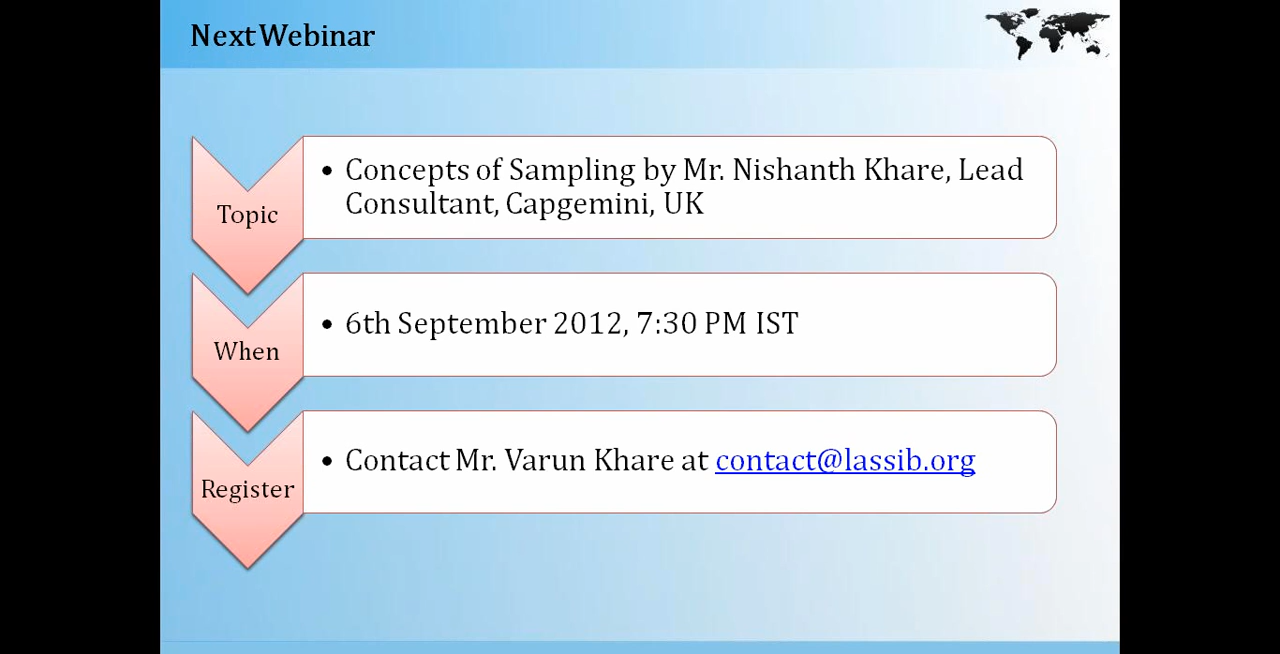 Next Webinar
Topic
• Concepts of Sampling by Mr. Nishanth Khare, Lead
Consultant, Capgemini, UK
When
• 6th September 2012, 7:30 PM IST
Register
• Contact Mr. Varun Khare at contact@lassib.org